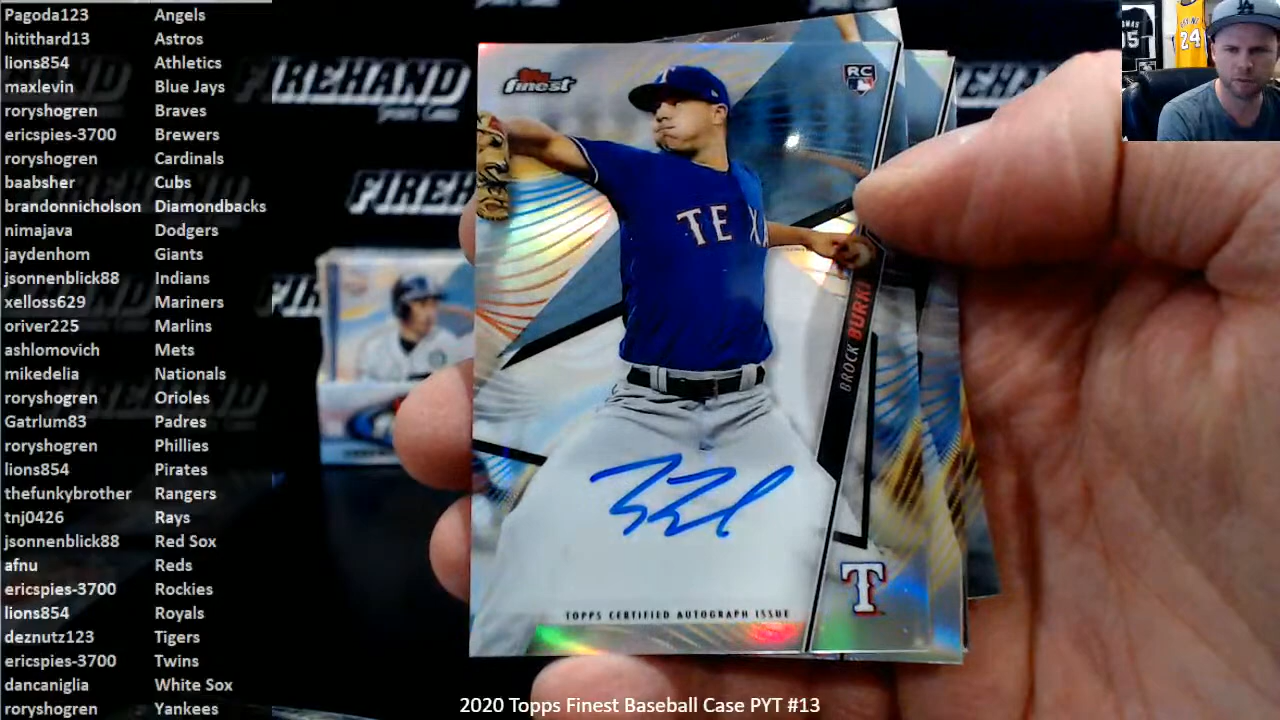 Pagoda123 Angels
hitithard13 Astros
lions854 Athletics
maxlevin Blue Jays
roryshogren Braves
ericspies-3700 Brewers
roryshogren Cardinals
baabsher Cubs
brandonnicholson Diamondbacks
nimajava Dodgers
jaydenhom Giants
jsonnenblick88 Indians
xelloss629 Mariners
oriver225 Marlins
ashlomovich Mets
mikedelia Nationals
roryshogren Orioles
Gatrlum83 Padres
roryshogren Phillies
lions854 Pirates
thefunkybrother Rangers
tnj0426 Rays
jsonnenblick88 Red Sox
afnu Reds
ericspies-3700 Rockies
lions854 Royals
deznutz123 Tigers
ericspies-3700 Twins
dancaniglia White Sox
roryshogren Yankees
FIREHAND
FIREHAND
FIREH
Topps
finest
RC
TEXA
BROCK BURKE
TOPPS CERTIFIED AUTOGRAPH ISSUE
T
24
2020 Topps Finest Baseball Case PYT #13